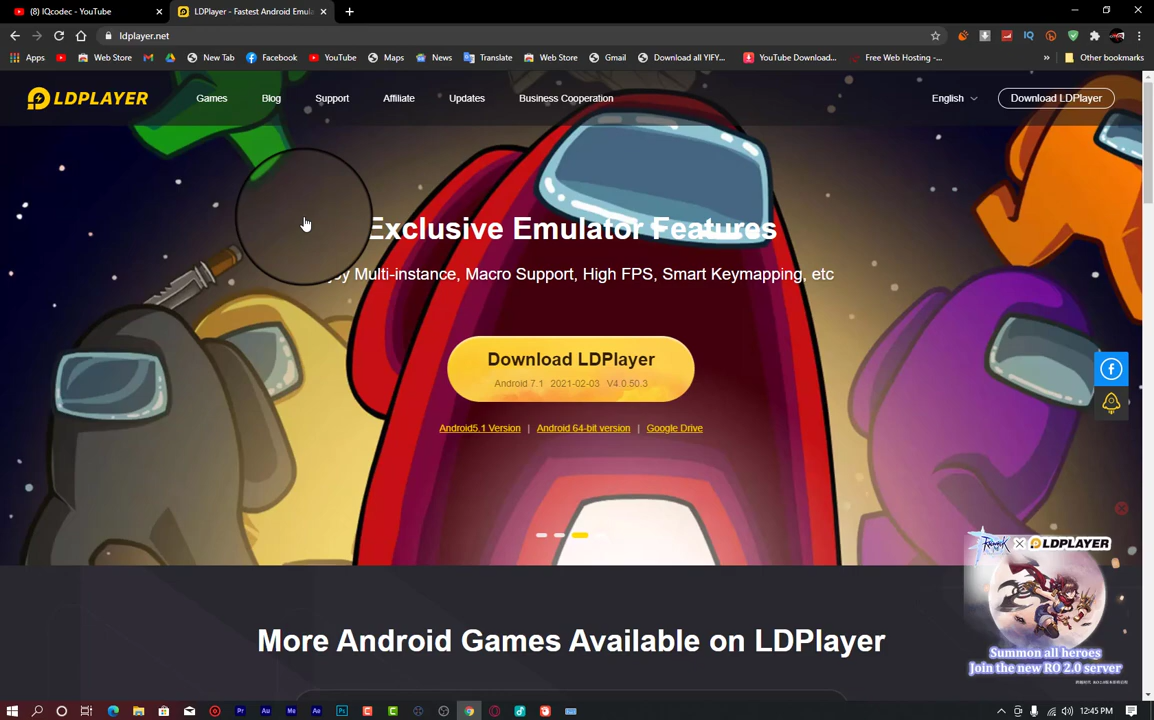 (8) IQcodec - YouTube
LDPlayer - Fastest Android Emula
ldplayer.net
Apps
Web Store
New Tab
Facebook
YouTube
Maps
News
Translate
Web Store
Gmail
Download all YIFY...
YouTube Download...
Free Web Hosting -...
»
Other bookmarks
LDPLAYER
Games
Blog
Support
Affiliate
Updates
Business Cooperation
English
Download LDPlayer
Exclusive Emulator Features
oy Multi-instance, Macro Support, High FPS, Smart Keymapping, etc
Download LDPlayer
Android 7.1 2021-02-03 V4.0.50.3
Android5.1 Version | Android 64-bit version | Google Drive
LDPLAYER
Summon all heroes
Join the new RO 2.0 server
More Android Games Available on LDPlayer
12:45 PM